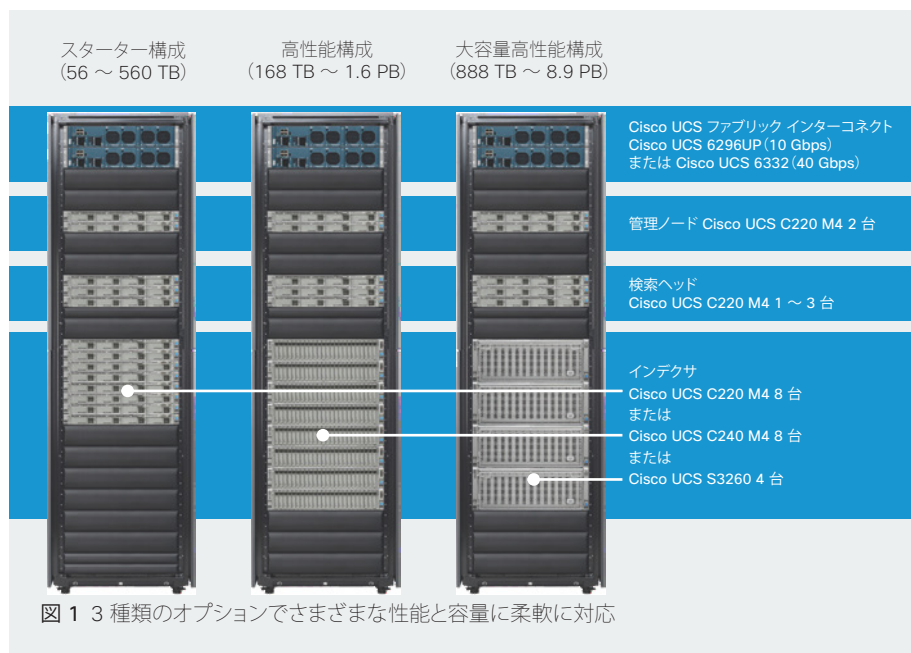 スターター構成
(56 ～ 560 TB)
高性能構成
(168 TB ～ 1.6 PB)
大容量高性能構成
(888 TB ～ 8.9 PB)
Cisco UCS ファブリック インターコネクト
Cisco UCS 6296UP（10 Gbps）
または Cisco UCS 6332（40 Gbps）
管理ノード Cisco UCS C220 M4 2 台
検索ヘッド
Cisco UCS C220 M4 1 ～ 3 台
インデクサ
Cisco UCS C220 M4 8 台
または
Cisco UCS C240 M4 8 台
または
Cisco UCS S3260 4 台
図 1 3 種類のオプションでさまざまな性能と容量に柔軟に対応